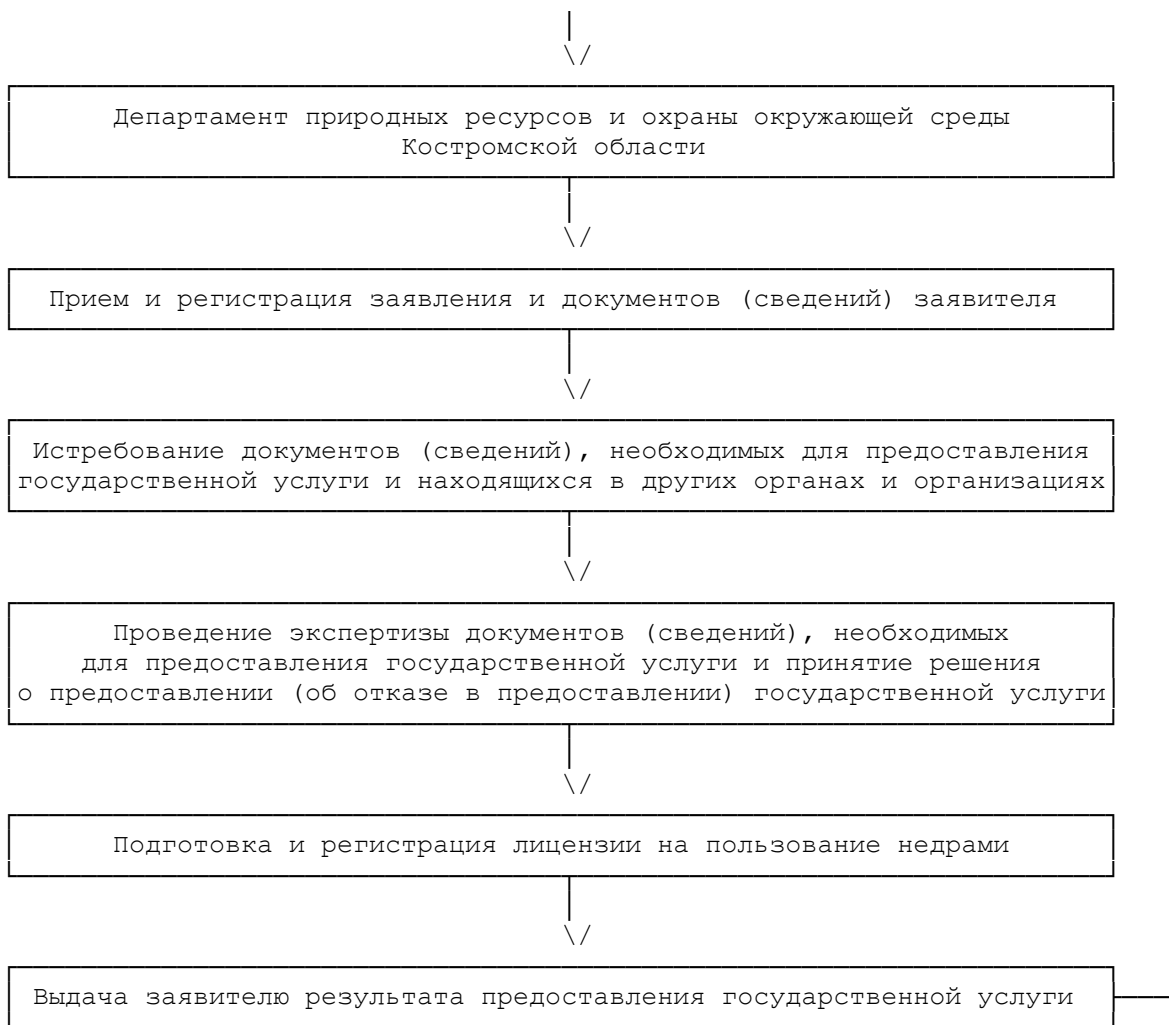 Департамент природных ресурсов и охраны окружающей среды
Костромской области
Прием и регистрация заявления и документов (сведений) заявителя
Истребование документов (сведений), необходимых для предоставления
государственной услуги и находящихся в других органах и организациях
Проведение экспертизы документов (сведений), необходимых
для предоставления государственной услуги и принятие решения
о предоставлении (об отказе в предоставлении) государственной услуги
Подготовка и регистрация лицензии на пользование недрами
Выдача заявителю результата предоставления государственной услуги